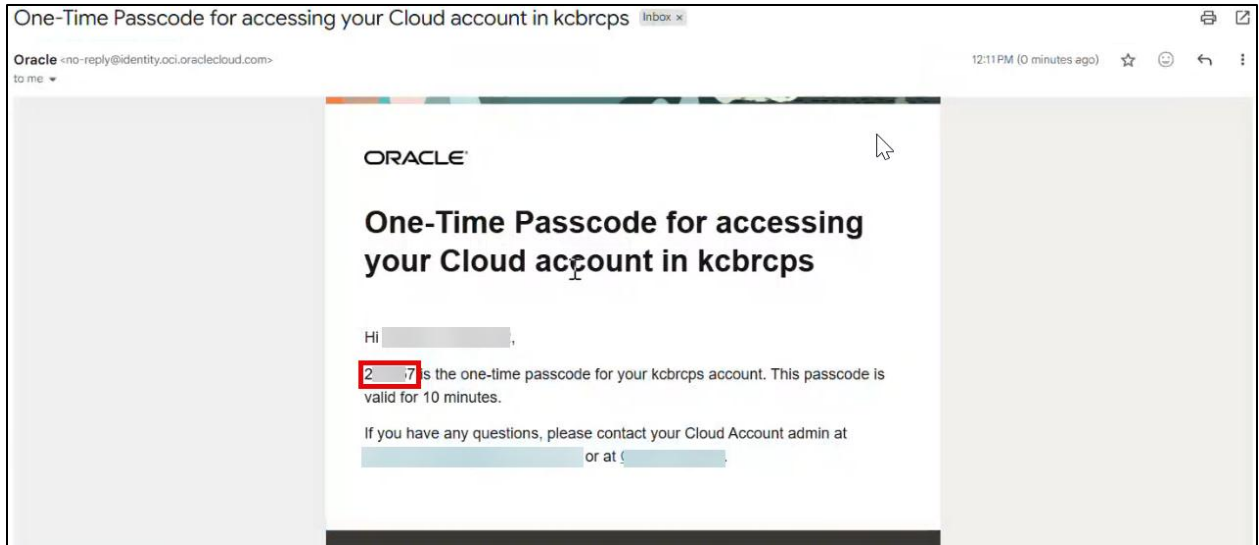 One-Time Passcode for accessing your Cloud account in kcbrcps Inbox ×
Oracle <no-reply@identity.oci.oraclecloud.com>
12:11 PM (0 minutes ago)
to me
ORACLE
One-Time Passcode for accessing
your Cloud account in kcbrcps
Hi ,
is the one-time passcode for your kcbrcps account. This passcode is
valid for 10 minutes.
If you have any questions, please contact your Cloud Account admin at
or at .